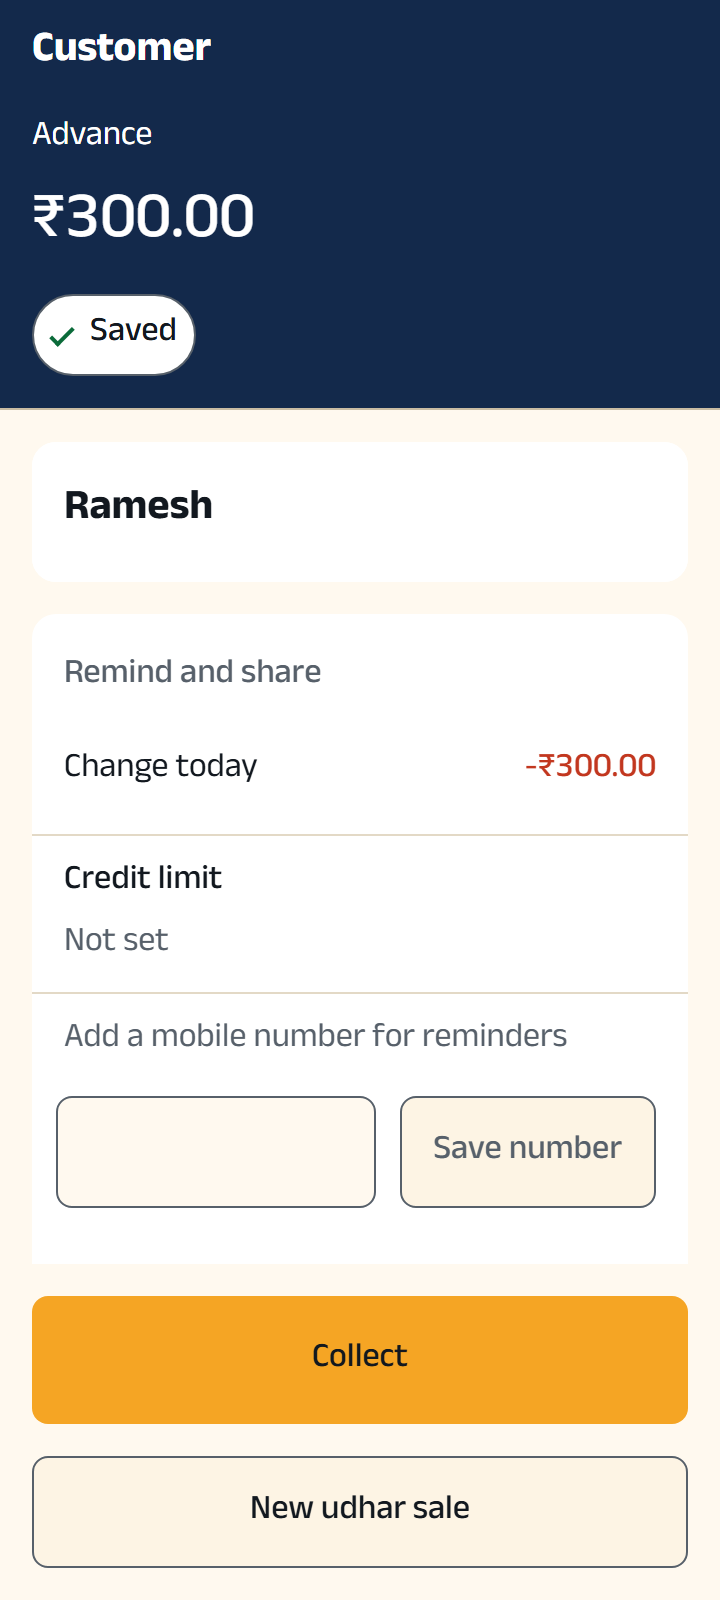 Customer
Advance
₹300.00
Saved
Ramesh
Remind and share
Change today -₹300.00
Credit limit
Not set
Add a mobile number for reminders
Save number
Collect
New udhar sale